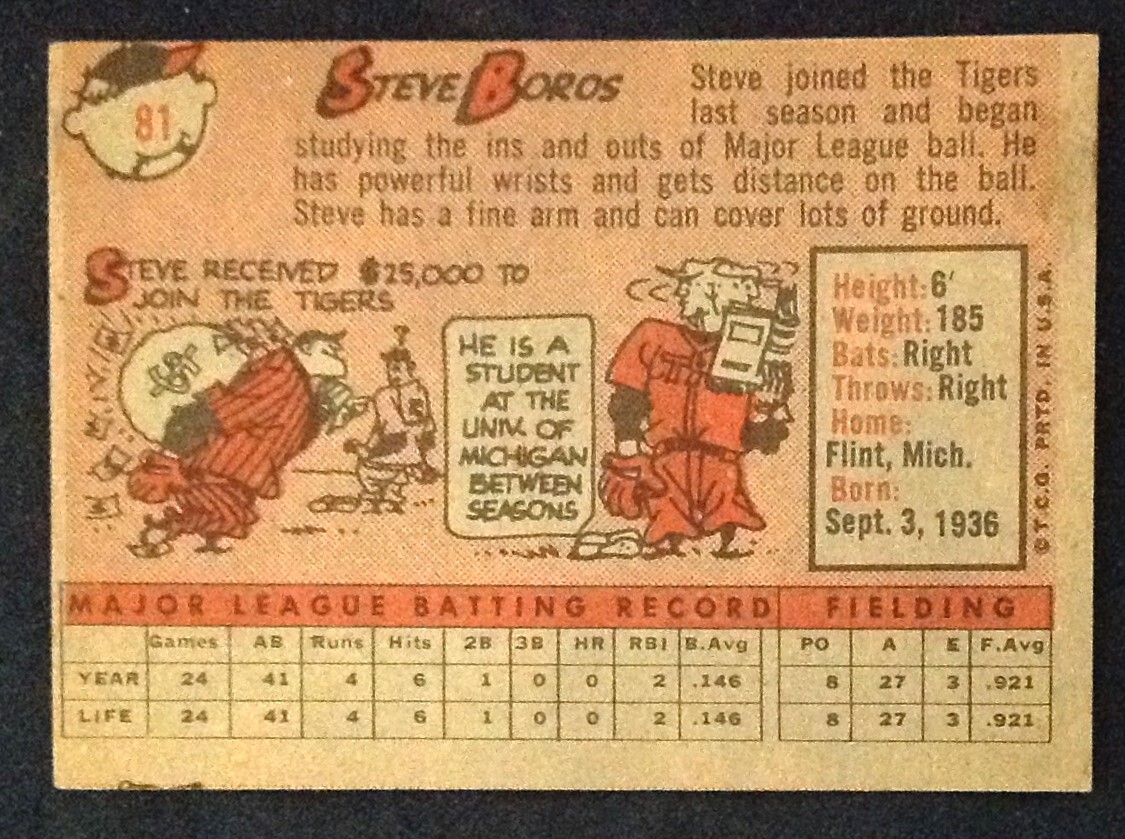 81
STEVE BOROS
Steve joined the Tigers
last season and began
studying the ins and outs of Major League ball. He
has powerful wrists and gets distance on the ball.
Steve has a fine arm and can cover lots of ground.
STEVE RECEIVED $25,000 TO
JOIN THE TIGERS
HE IS A
STUDENT
AT THE
UNIV. OF
MICHIGAN
BETWEEN
SEASONS
Height: 6'
Weight: 185
Bats: Right
Throws: Right
Home:
Flint, Mich.
Born:
Sept. 3, 1936
© T.C.G. PRTD. IN U.S.A.
MAJOR LEAGUE BATTING RECORD FIELDING
Games AB Runs Hits 2B 3B HR RBI B.Avg PO A E F.Avg
YEAR 24 41 4 6 1 0 0 2 .146 8 27 3 .921
LIFE 24 41 4 6 1 0 0 2 .146 8 27 3 .921